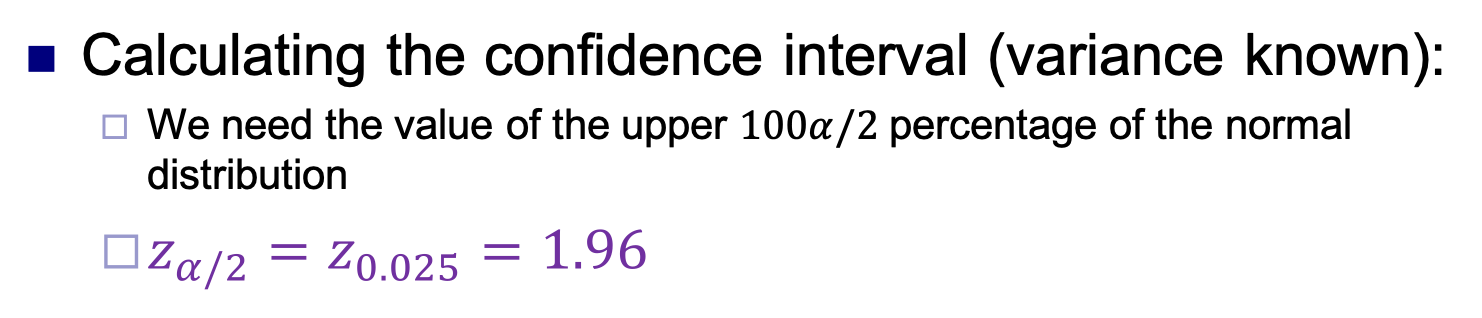 Calculating the confidence interval (variance known):
We need the value of the upper 100α/2 percentage of the normal
distribution
z_{α/2} = z_{0.025} = 1.96